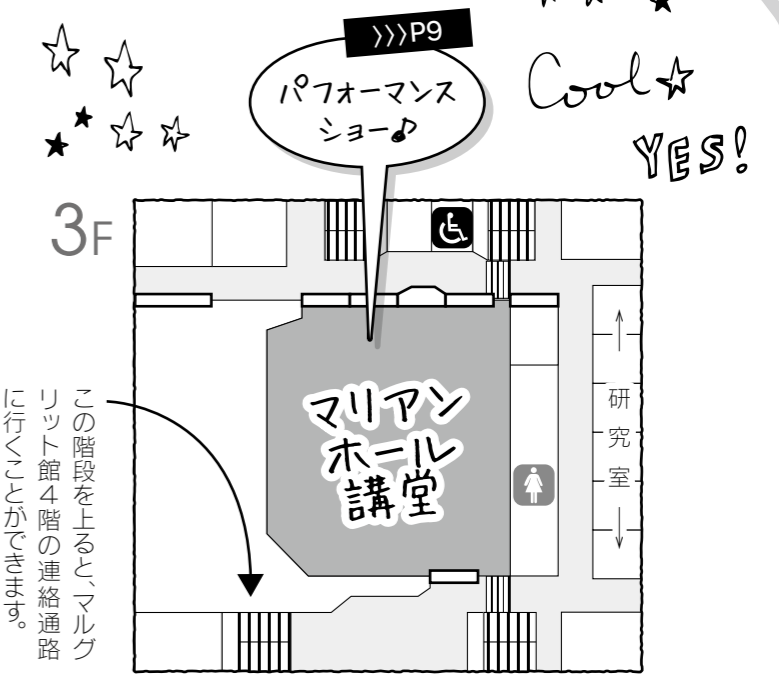 〉〉〉P9
パフォーマンス
ショー♪
Cool☆
YES!
3F
マリアン
ホール
講堂
研究室
この階段を上ると、マルグ
リット館４階の連絡通路
に行くことができます。